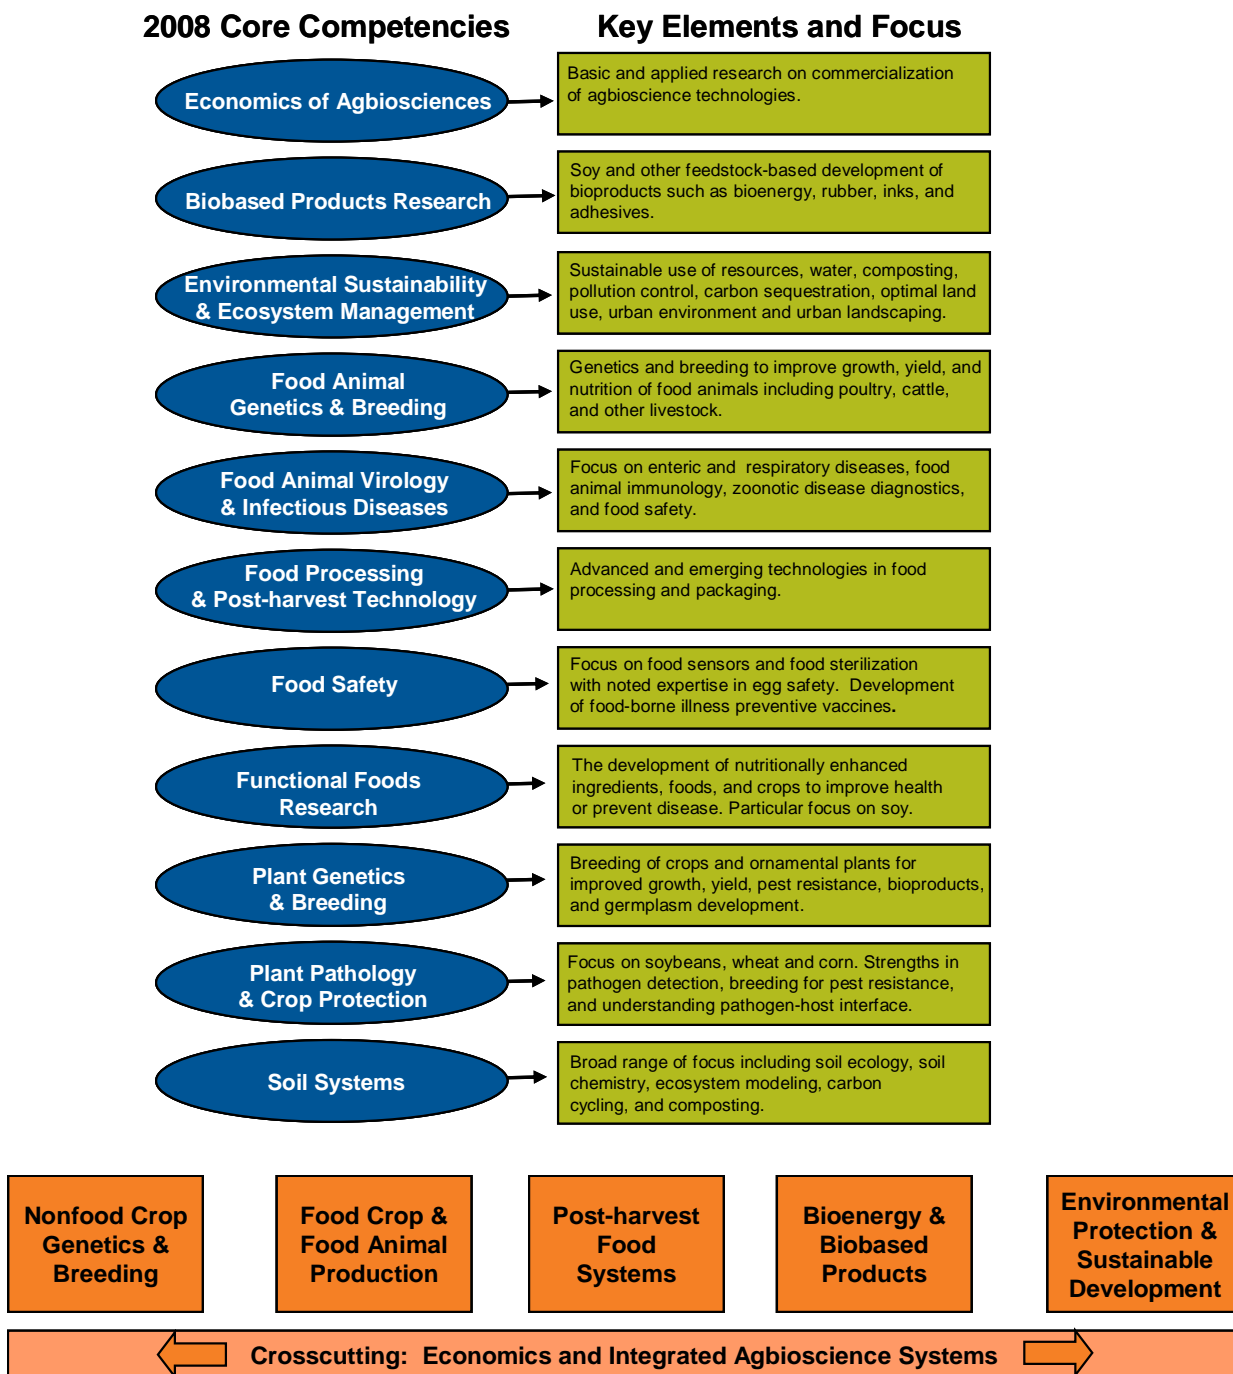 2008 Core Competencies
Key Elements and Focus
Economics of Agbiosciences
Basic and applied research on commercialization
of agbioscience technologies.
Biobased Products Research
Soy and other feedstock-based development of
bioproducts such as bioenergy, rubber, inks, and
adhesives.
Environmental Sustainability
& Ecosystem Management
Sustainable use of resources, water, composting,
pollution control, carbon sequestration, optimal land
use, urban environment and urban landscaping.
Food Animal
Genetics & Breeding
Genetics and breeding to improve growth, yield, and
nutrition of food animals including poultry, cattle,
and other livestock.
Food Animal Virology
& Infectious Diseases
Focus on enteric and respiratory diseases, food
animal immunology, zoonotic disease diagnostics,
and food safety.
Food Processing
& Post-harvest Technology
Advanced and emerging technologies in food
processing and packaging.
Food Safety
Focus on food sensors and food sterilization
with noted expertise in egg safety. Development
of food-borne illness preventive vaccines.
Functional Foods
Research
The development of nutritionally enhanced
ingredients, foods, and crops to improve health
or prevent disease. Particular focus on soy.
Plant Genetics
& Breeding
Breeding of crops and ornamental plants for
improved growth, yield, pest resistance, bioproducts,
and germplasm development.
Plant Pathology
& Crop Protection
Focus on soybeans, wheat and corn. Strengths in
pathogen detection, breeding for pest resistance,
and understanding pathogen-host interface.
Soil Systems
Broad range of focus including soil ecology, soil
chemistry, ecosystem modeling, carbon
cycling, and composting.
Nonfood Crop
Genetics &
Breeding
Food Crop &
Food Animal
Production
Post-harvest
Food
Systems
Bioenergy &
Biobased
Products
Environmental
Protection &
Sustainable
Development
Crosscutting: Economics and Integrated Agbioscience Systems